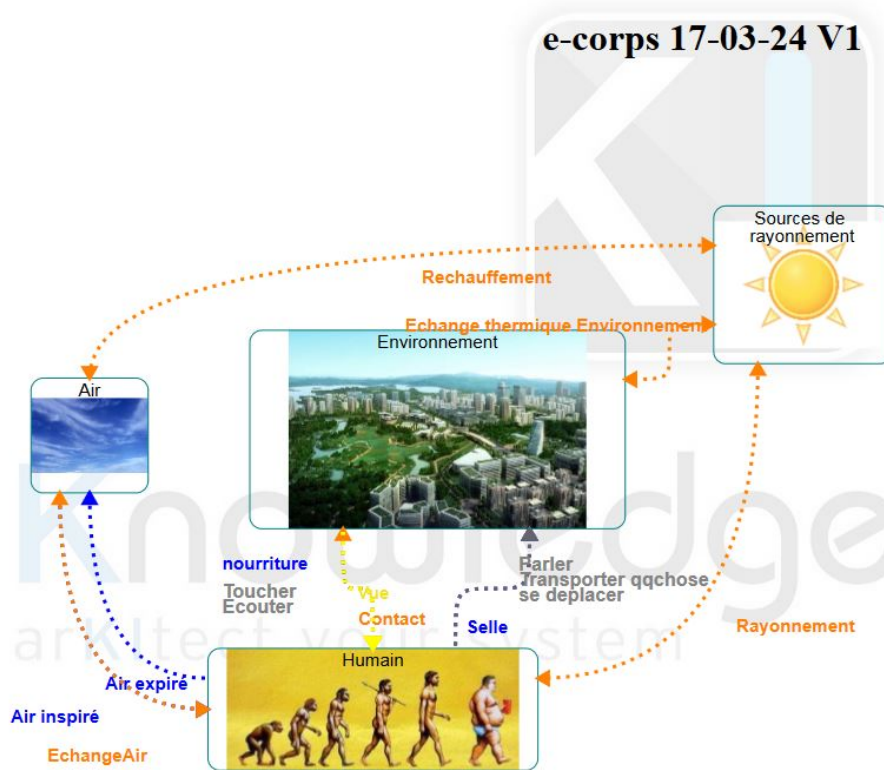 e-corps 17-03-24 V1
KI
Sources de
rayonnement
Rechauffement
Echange thermique Environnement
Environnement
Air
Knowledge
nourriture
Toucher
Ecouter
Vue
Contact
Parler
Transporter qqchose
se deplacer
Selle
Rayonnement
arKItect your system
Humain
Air expiré
Air inspiré
EchangeAir